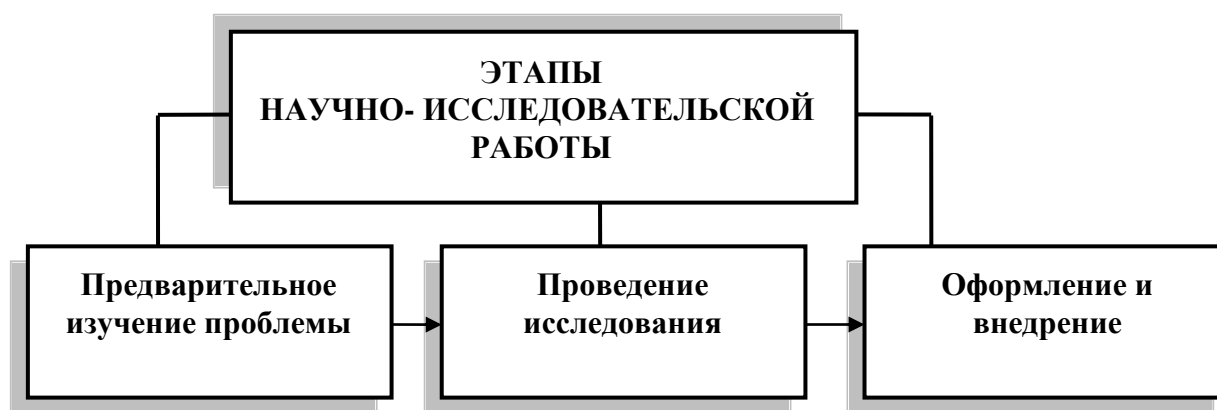 ЭТАПЫ
НАУЧНО- ИССЛЕДОВАТЕЛЬСКОЙ
РАБОТЫ
Предварительное
изучение проблемы
Проведение
исследования
Оформление и
внедрение